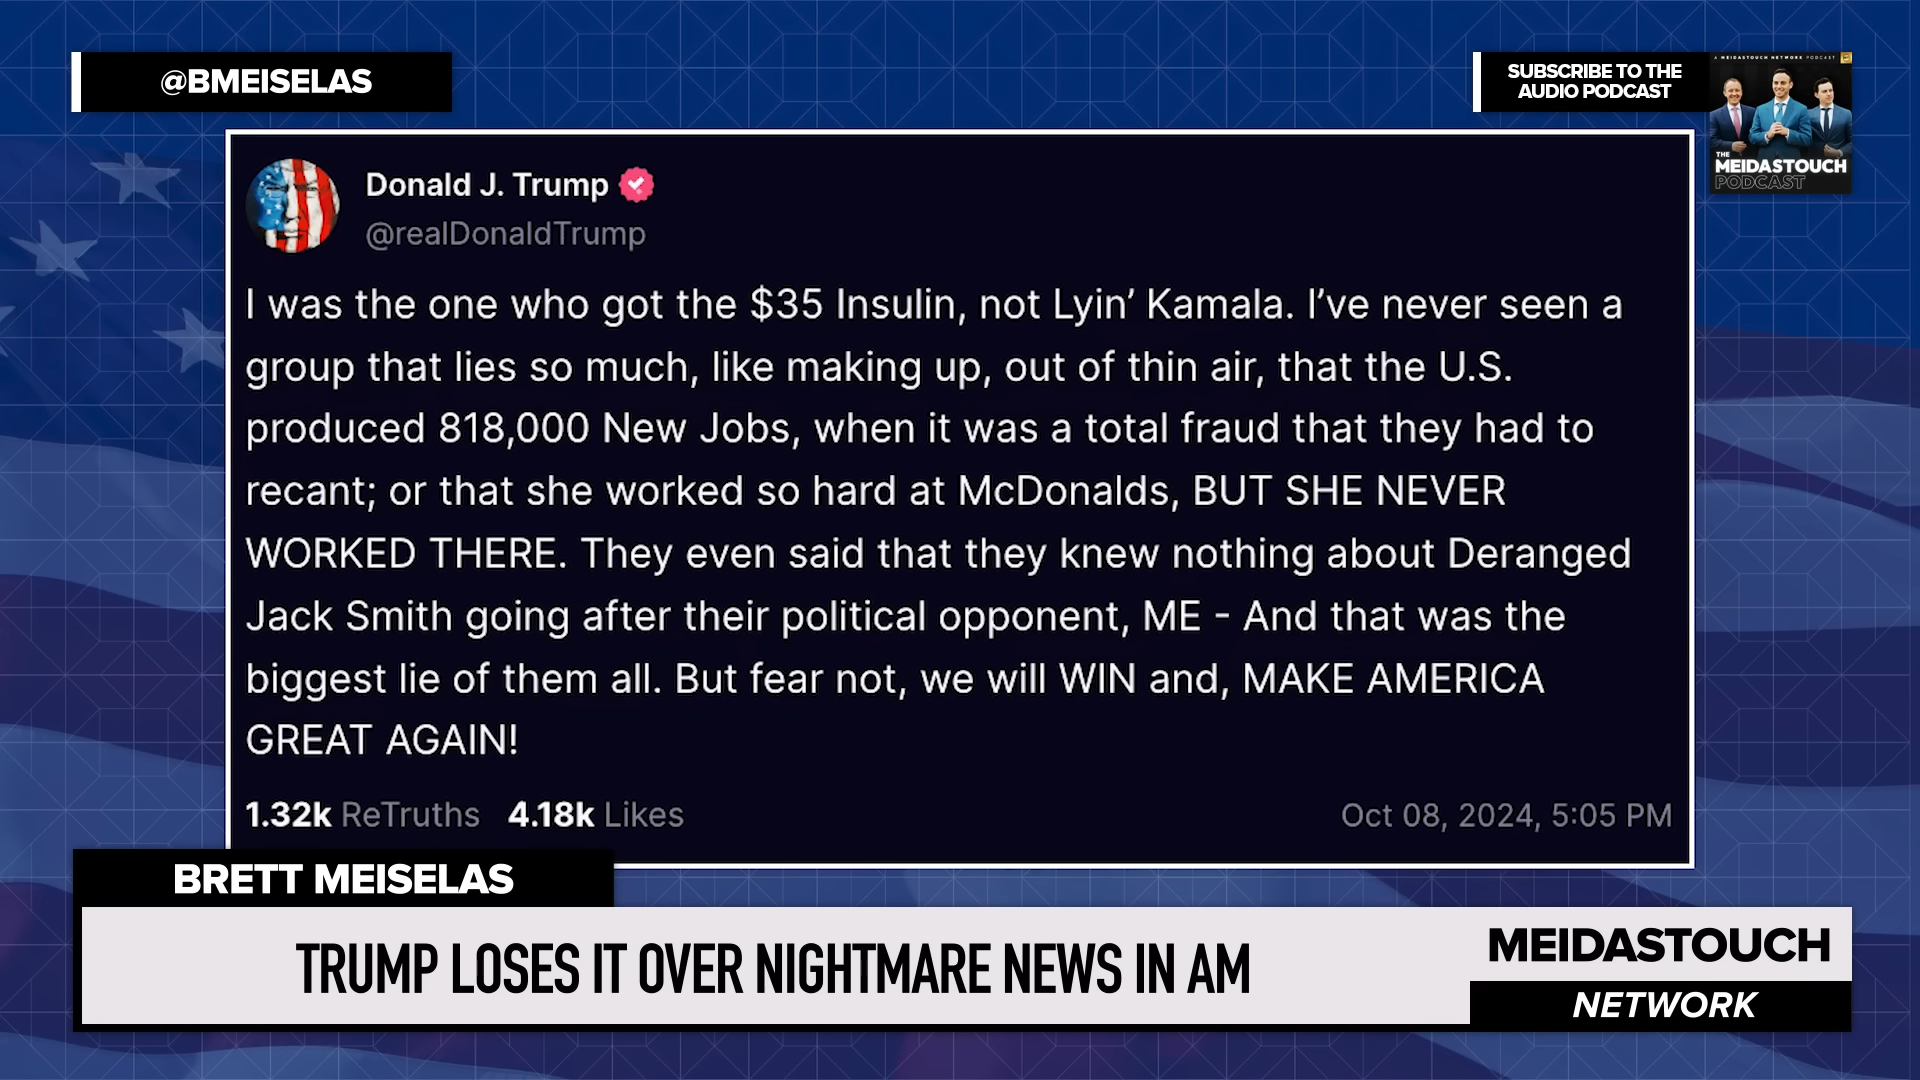 @BMEISELAS
SUBSCRIBE TO THE
AUDIO PODCAST
A MEIDASTOUCH NETWORK PODCAST
THE
MEIDASTOUCH
PODCAST
Donald J. Trump
@realDonaldTrump
I was the one who got the $35 Insulin, not Lyin’ Kamala. I’ve never seen a
group that lies so much, like making up, out of thin air, that the U.S.
produced 818,000 New Jobs, when it was a total fraud that they had to
recant; or that she worked so hard at McDonalds, BUT SHE NEVER
WORKED THERE. They even said that they knew nothing about Deranged
Jack Smith going after their political opponent, ME - And that was the
biggest lie of them all. But fear not, we will WIN and, MAKE AMERICA
GREAT AGAIN!
1.32k ReTruths 4.18k Likes
Oct 08, 2024, 5:05 PM
BRETT MEISELAS
TRUMP LOSES IT OVER NIGHTMARE NEWS IN AM
MEIDASTOUCH
NETWORK